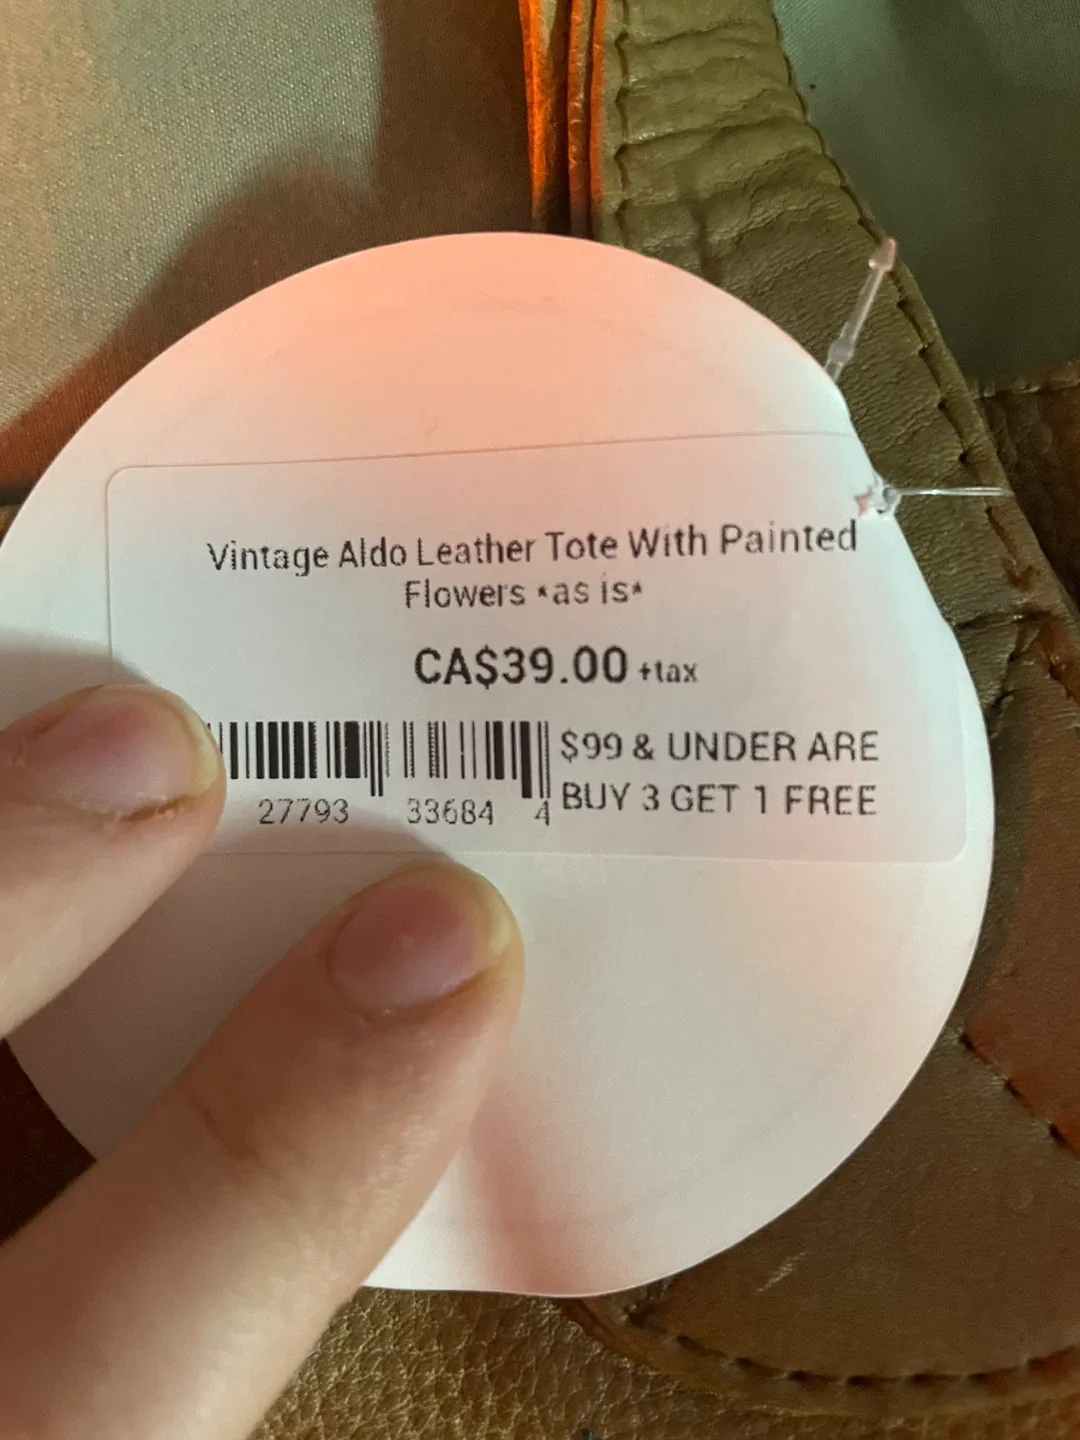 Vintage Aldo Leather Tote With Painted
Flowers *as is*
CA$39.00 +tax
$99 & UNDER ARE
BUY 3 GET 1 FREE
27793 33684 4